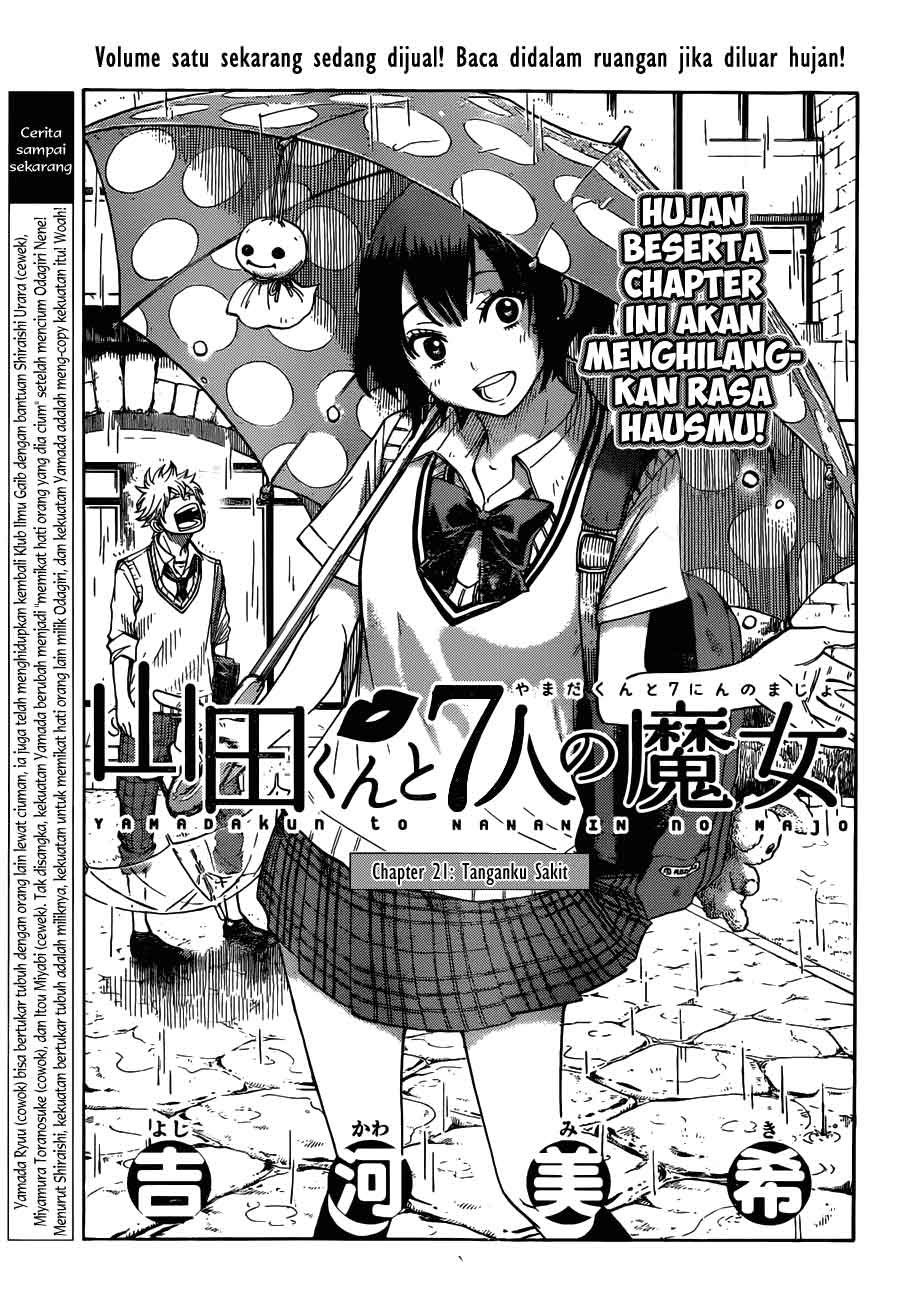 Volume satu sekarang sedang dijual! Baca didalam ruangan jika diluar hujan!
Cerita
sampai
sekarang
Yamada Ryuu (cowok) bisa bertukar tubuh dengan orang lain lewat ciuman, ia juga telah menghidupkan kembali Klub Ilmu Gaib dengan bantuan Shiraishi Urara (cewek),
Miyamura Toranosuke (cowok), dan Itou Miyabi (cewek). Tak disangka, kekuatan Yamada berubah menjadi "memikat hati orang yang dia cium" setelah mencium Odagiri Nene!
Menurut Shiraishi, kekuatan bertukar tubuh adalah miliknya, kekuatan untuk memikat hati orang lain milik Odagiri, dan kekuatan Yamada adalah meng-copy kekuatan itu! Woah!
HUJAN
BESERTA
CHAPTER
INI AKAN
MENGHILANG-
KAN RASA
HAUSMU!
やまだくんと7にんのまじょ
山田くんと7人の魔女
YAMADAKUN to NANANIN no MAJO
Chapter 21: Tanganku Sakit
よし かわ み き
吉河美希